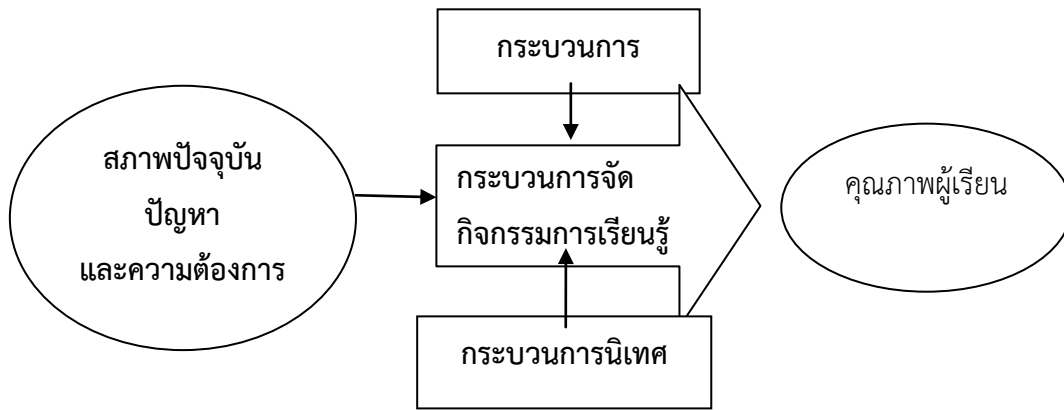 กระบวนการ
สภาพปัจจุบัน
ปัญหา
และความต้องการ
กระบวนการจัด
กิจกรรมการเรียนรู้
คุณภาพผู้เรียน
กระบวนการนิเทศ